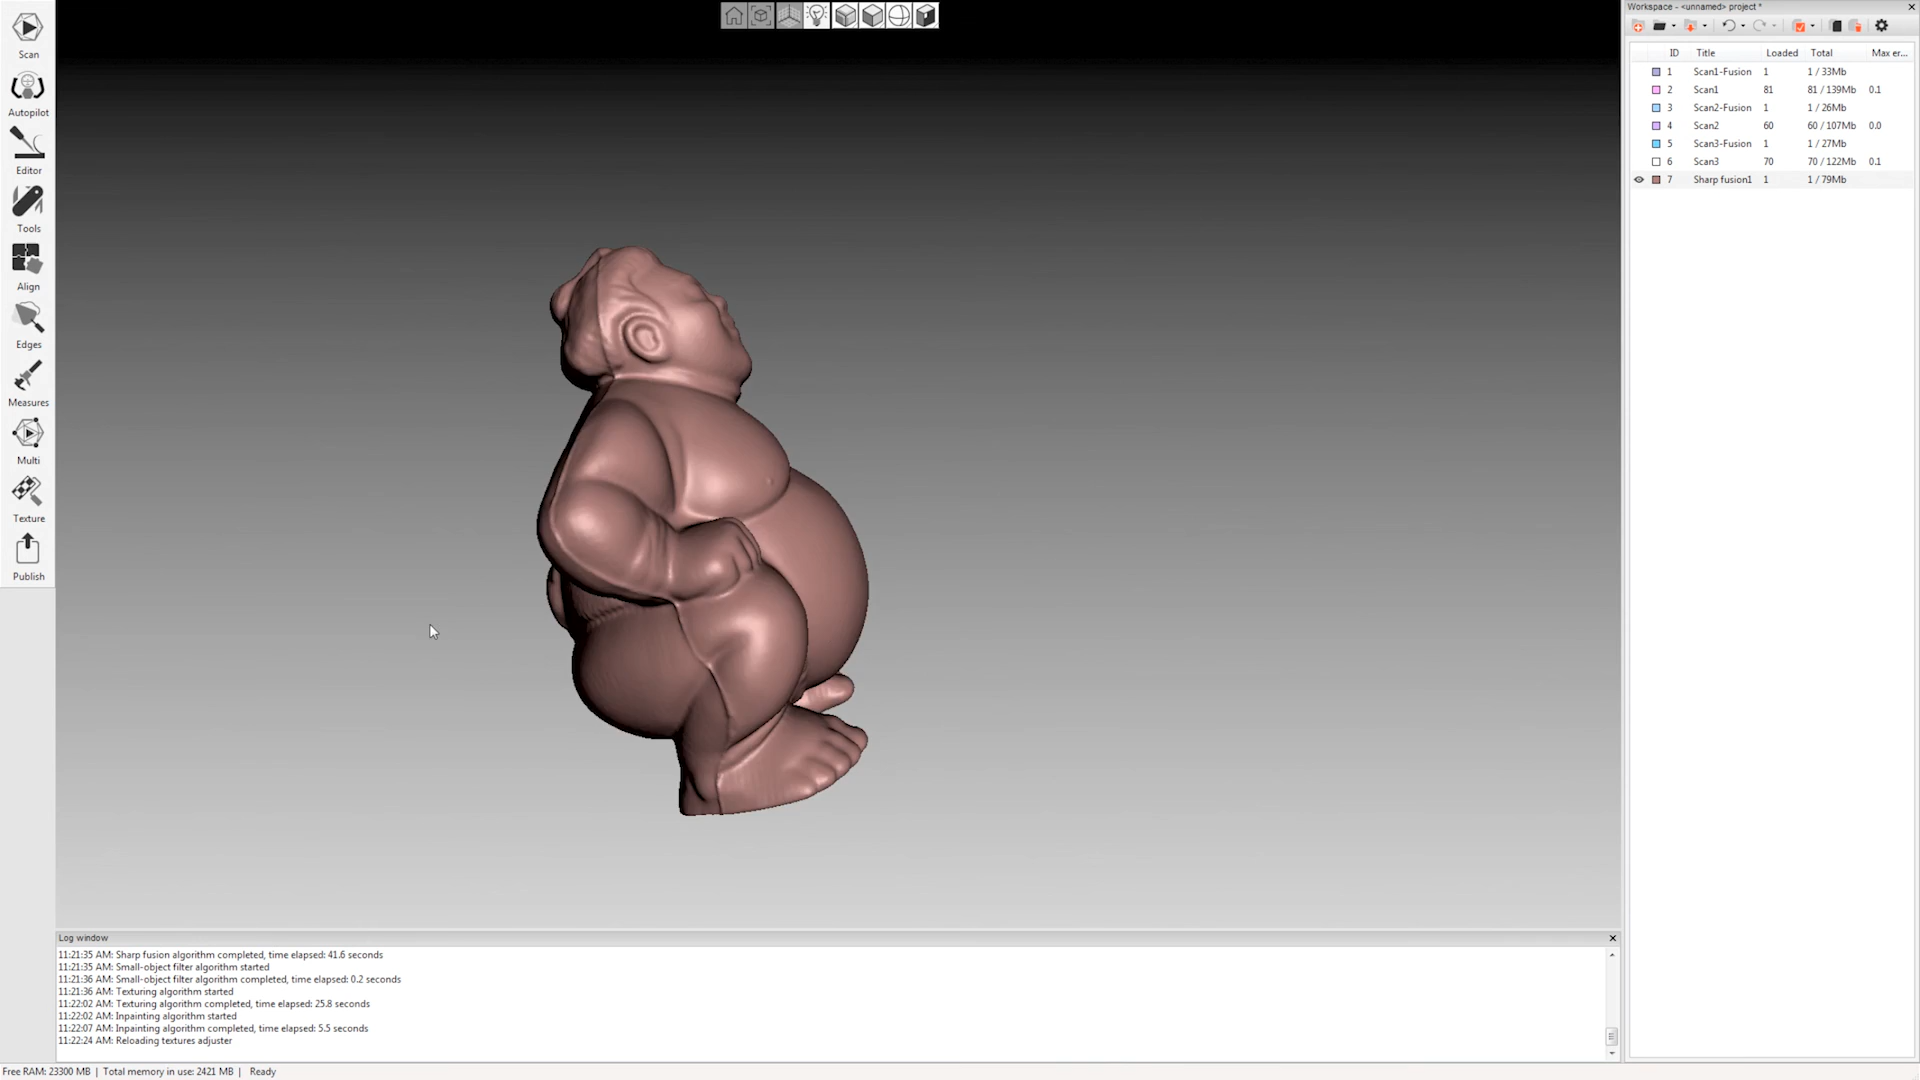 Workspace - <unnamed> project *
Scan
Autopilot
Editor
Tools
Align
Edges
Measures
Multi
Texture
Publish
ID Title Loaded Total Max er...
1 Scan1-Fusion 1 1 / 33Mb
2 Scan1 81 81 / 139Mb 0.1
3 Scan2-Fusion 1 1 / 26Mb
4 Scan2 60 60 / 107Mb 0.0
5 Scan3-Fusion 1 1 / 27Mb
6 Scan3 70 70 / 122Mb 0.1
7 Sharp fusion1 1 1 / 79Mb
Log window
11:21:35 AM: Sharp fusion algorithm completed, time elapsed: 41.6 seconds
11:21:35 AM: Small-object filter algorithm started
11:21:36 AM: Small-object filter algorithm completed, time elapsed: 0.2 seconds
11:21:36 AM: Texturing algorithm started
11:22:02 AM: Texturing algorithm completed, time elapsed: 25.8 seconds
11:22:02 AM: Inpainting algorithm started
11:22:07 AM: Inpainting algorithm completed, time elapsed: 5.5 seconds
11:22:24 AM: Reloading textures adjuster
Free RAM: 23300 MB | Total memory in use: 2421 MB | Ready